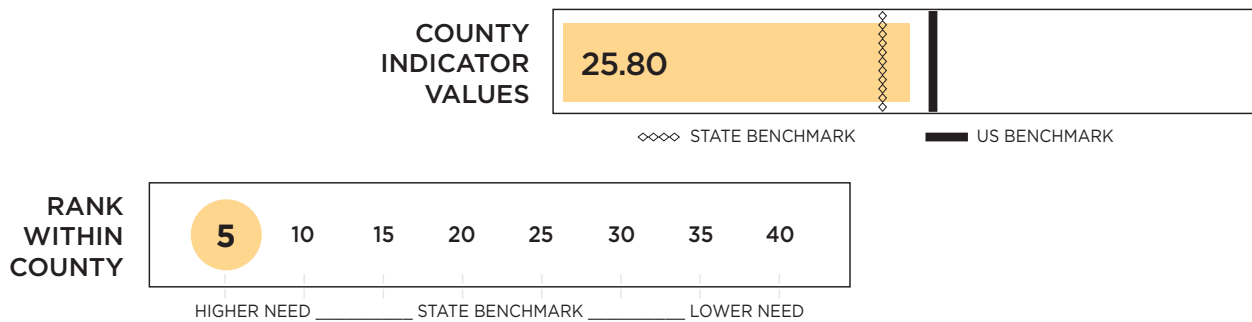 COUNTY
INDICATOR
VALUES
25.80
STATE BENCHMARK
US BENCHMARK
RANK
WITHIN
COUNTY
5 10 15 20 25 30 35 40
HIGHER NEED __________ STATE BENCHMARK __________ LOWER NEED